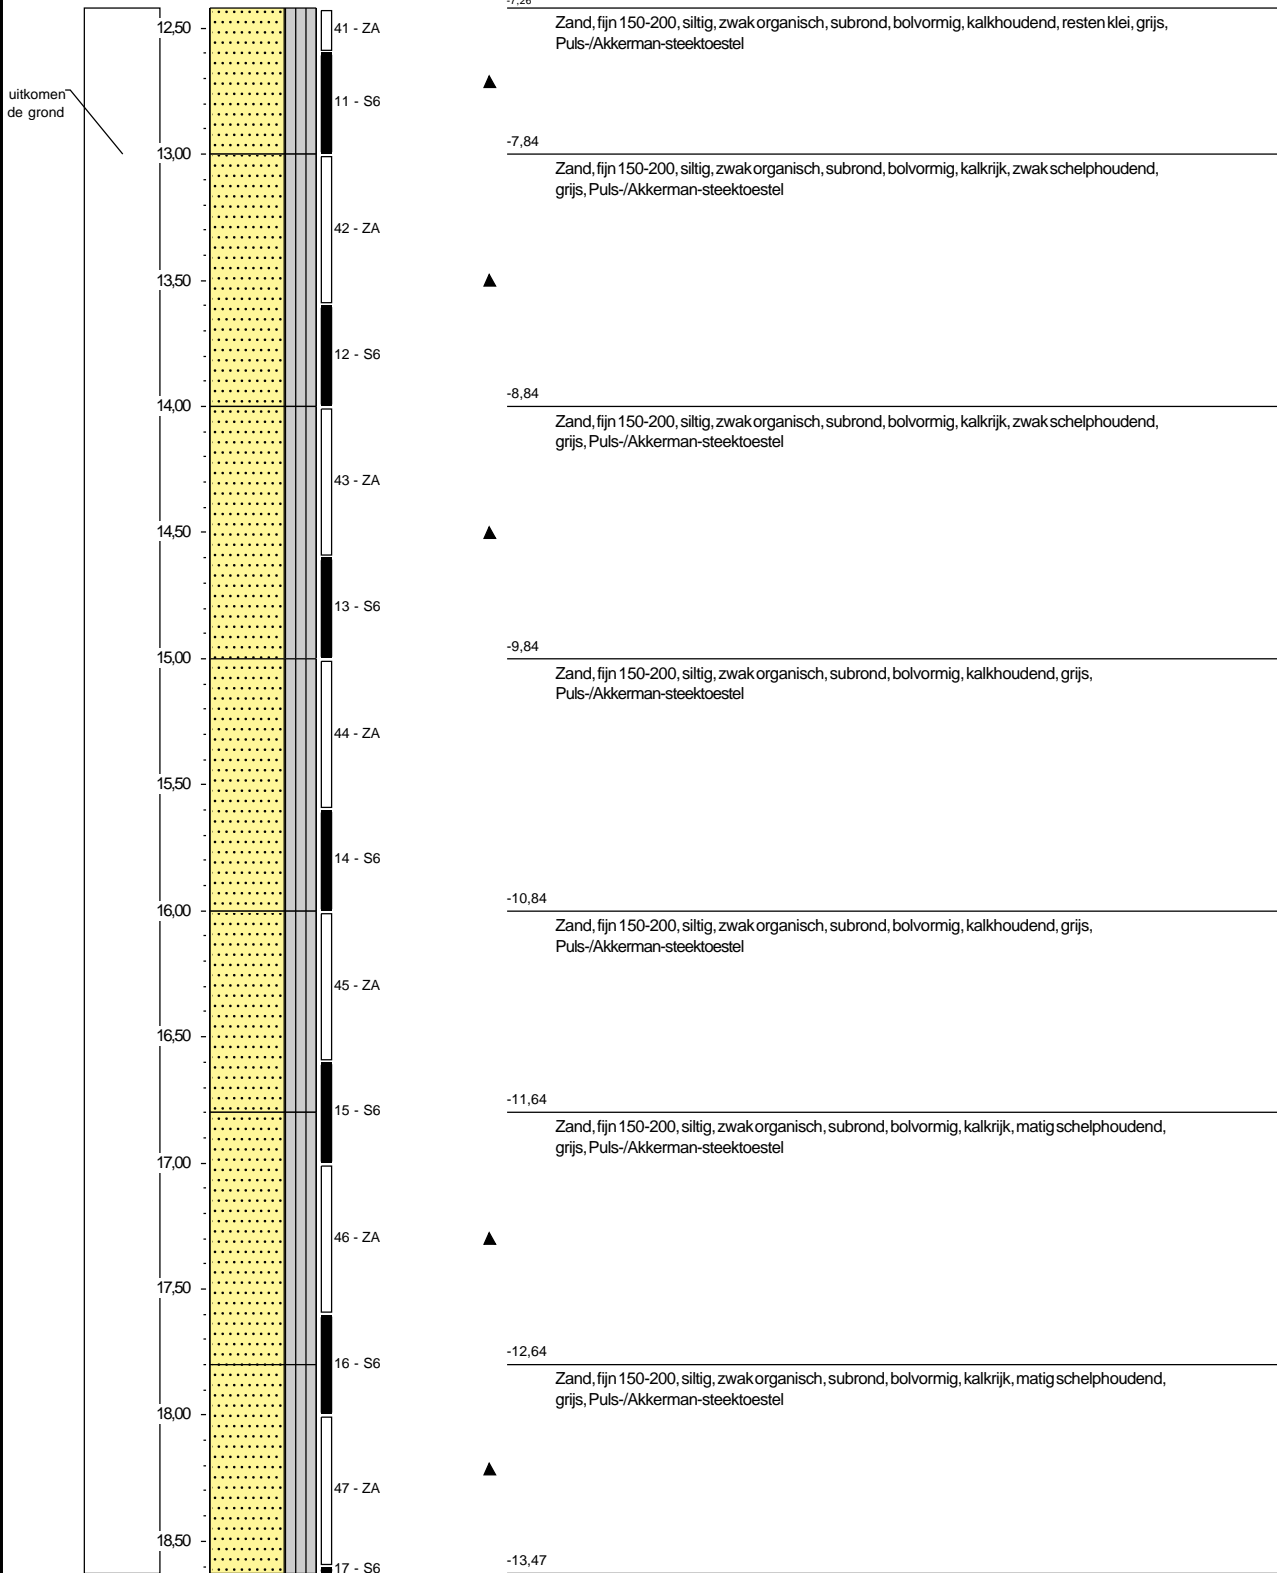 -7,26
12,50
41 - ZA
Zand, fijn 150-200, siltig, zwak organisch, subrond, bolvormig, kalkhoudend, resten klei, grijs,
Puls-/Akkerman-steektoestel
uitkomen
de grond
11 - S6
-7,84
13,00
Zand, fijn 150-200, siltig, zwak organisch, subrond, bolvormig, kalkrijk, zwak schelphoudend,
grijs, Puls-/Akkerman-steektoestel
42 - ZA
13,50
12 - S6
-8,84
14,00
Zand, fijn 150-200, siltig, zwak organisch, subrond, bolvormig, kalkrijk, zwak schelphoudend,
grijs, Puls-/Akkerman-steektoestel
43 - ZA
14,50
13 - S6
-9,84
15,00
Zand, fijn 150-200, siltig, zwak organisch, subrond, bolvormig, kalkhoudend, grijs,
Puls-/Akkerman-steektoestel
44 - ZA
15,50
14 - S6
-10,84
16,00
Zand, fijn 150-200, siltig, zwak organisch, subrond, bolvormig, kalkhoudend, grijs,
Puls-/Akkerman-steektoestel
45 - ZA
16,50
15 - S6
-11,64
Zand, fijn 150-200, siltig, zwak organisch, subrond, bolvormig, kalkrijk, matig schelphoudend,
grijs, Puls-/Akkerman-steektoestel
17,00
46 - ZA
17,50
16 - S6
-12,64
Zand, fijn 150-200, siltig, zwak organisch, subrond, bolvormig, kalkrijk, matig schelphoudend,
grijs, Puls-/Akkerman-steektoestel
18,00
47 - ZA
18,50
17 - S6
-13,47